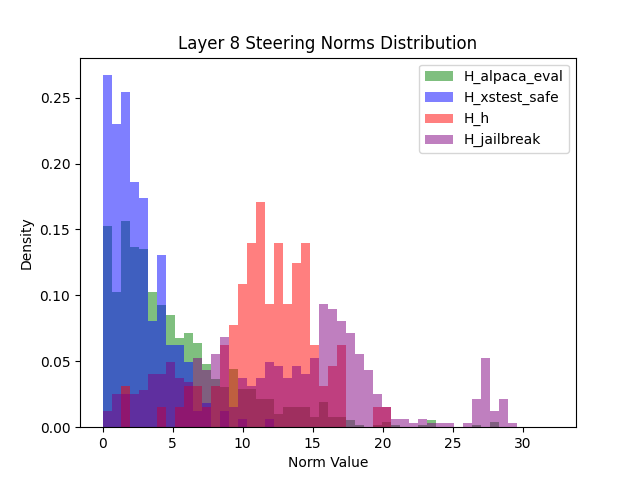 Layer 8 Steering Norms Distribution
H_alpaca_eval
H_xstest_safe
H_h
H_jailbreak
0.25
0.20
0.15
0.10
0.05
0.00
Density
0 5 10 15 20 25 30
Norm Value